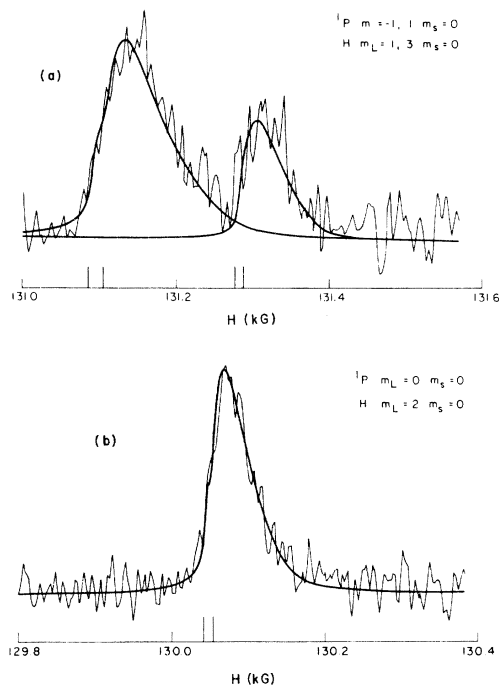 ¹P m = -1, 1 mₛ = 0
H m_L = 1, 3 mₛ = 0
(a)
131.0 131.2 131.4 131.6
H (kG)
¹P m_L = 0 mₛ = 0
H m_L = 2 mₛ = 0
(b)
129.8 130.0 130.2 130.4
H (kG)